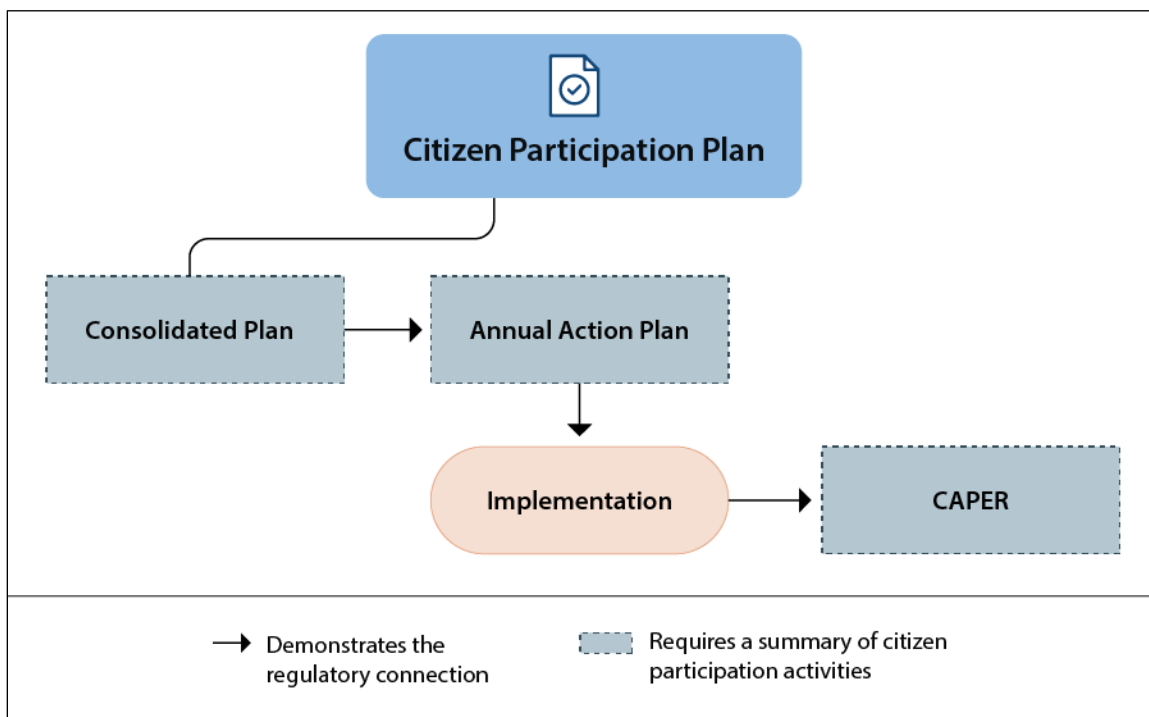 Citizen Participation Plan
Consolidated Plan
Annual Action Plan
Implementation
CAPER
Demonstrates the
regulatory connection
Requires a summary of citizen
participation activities